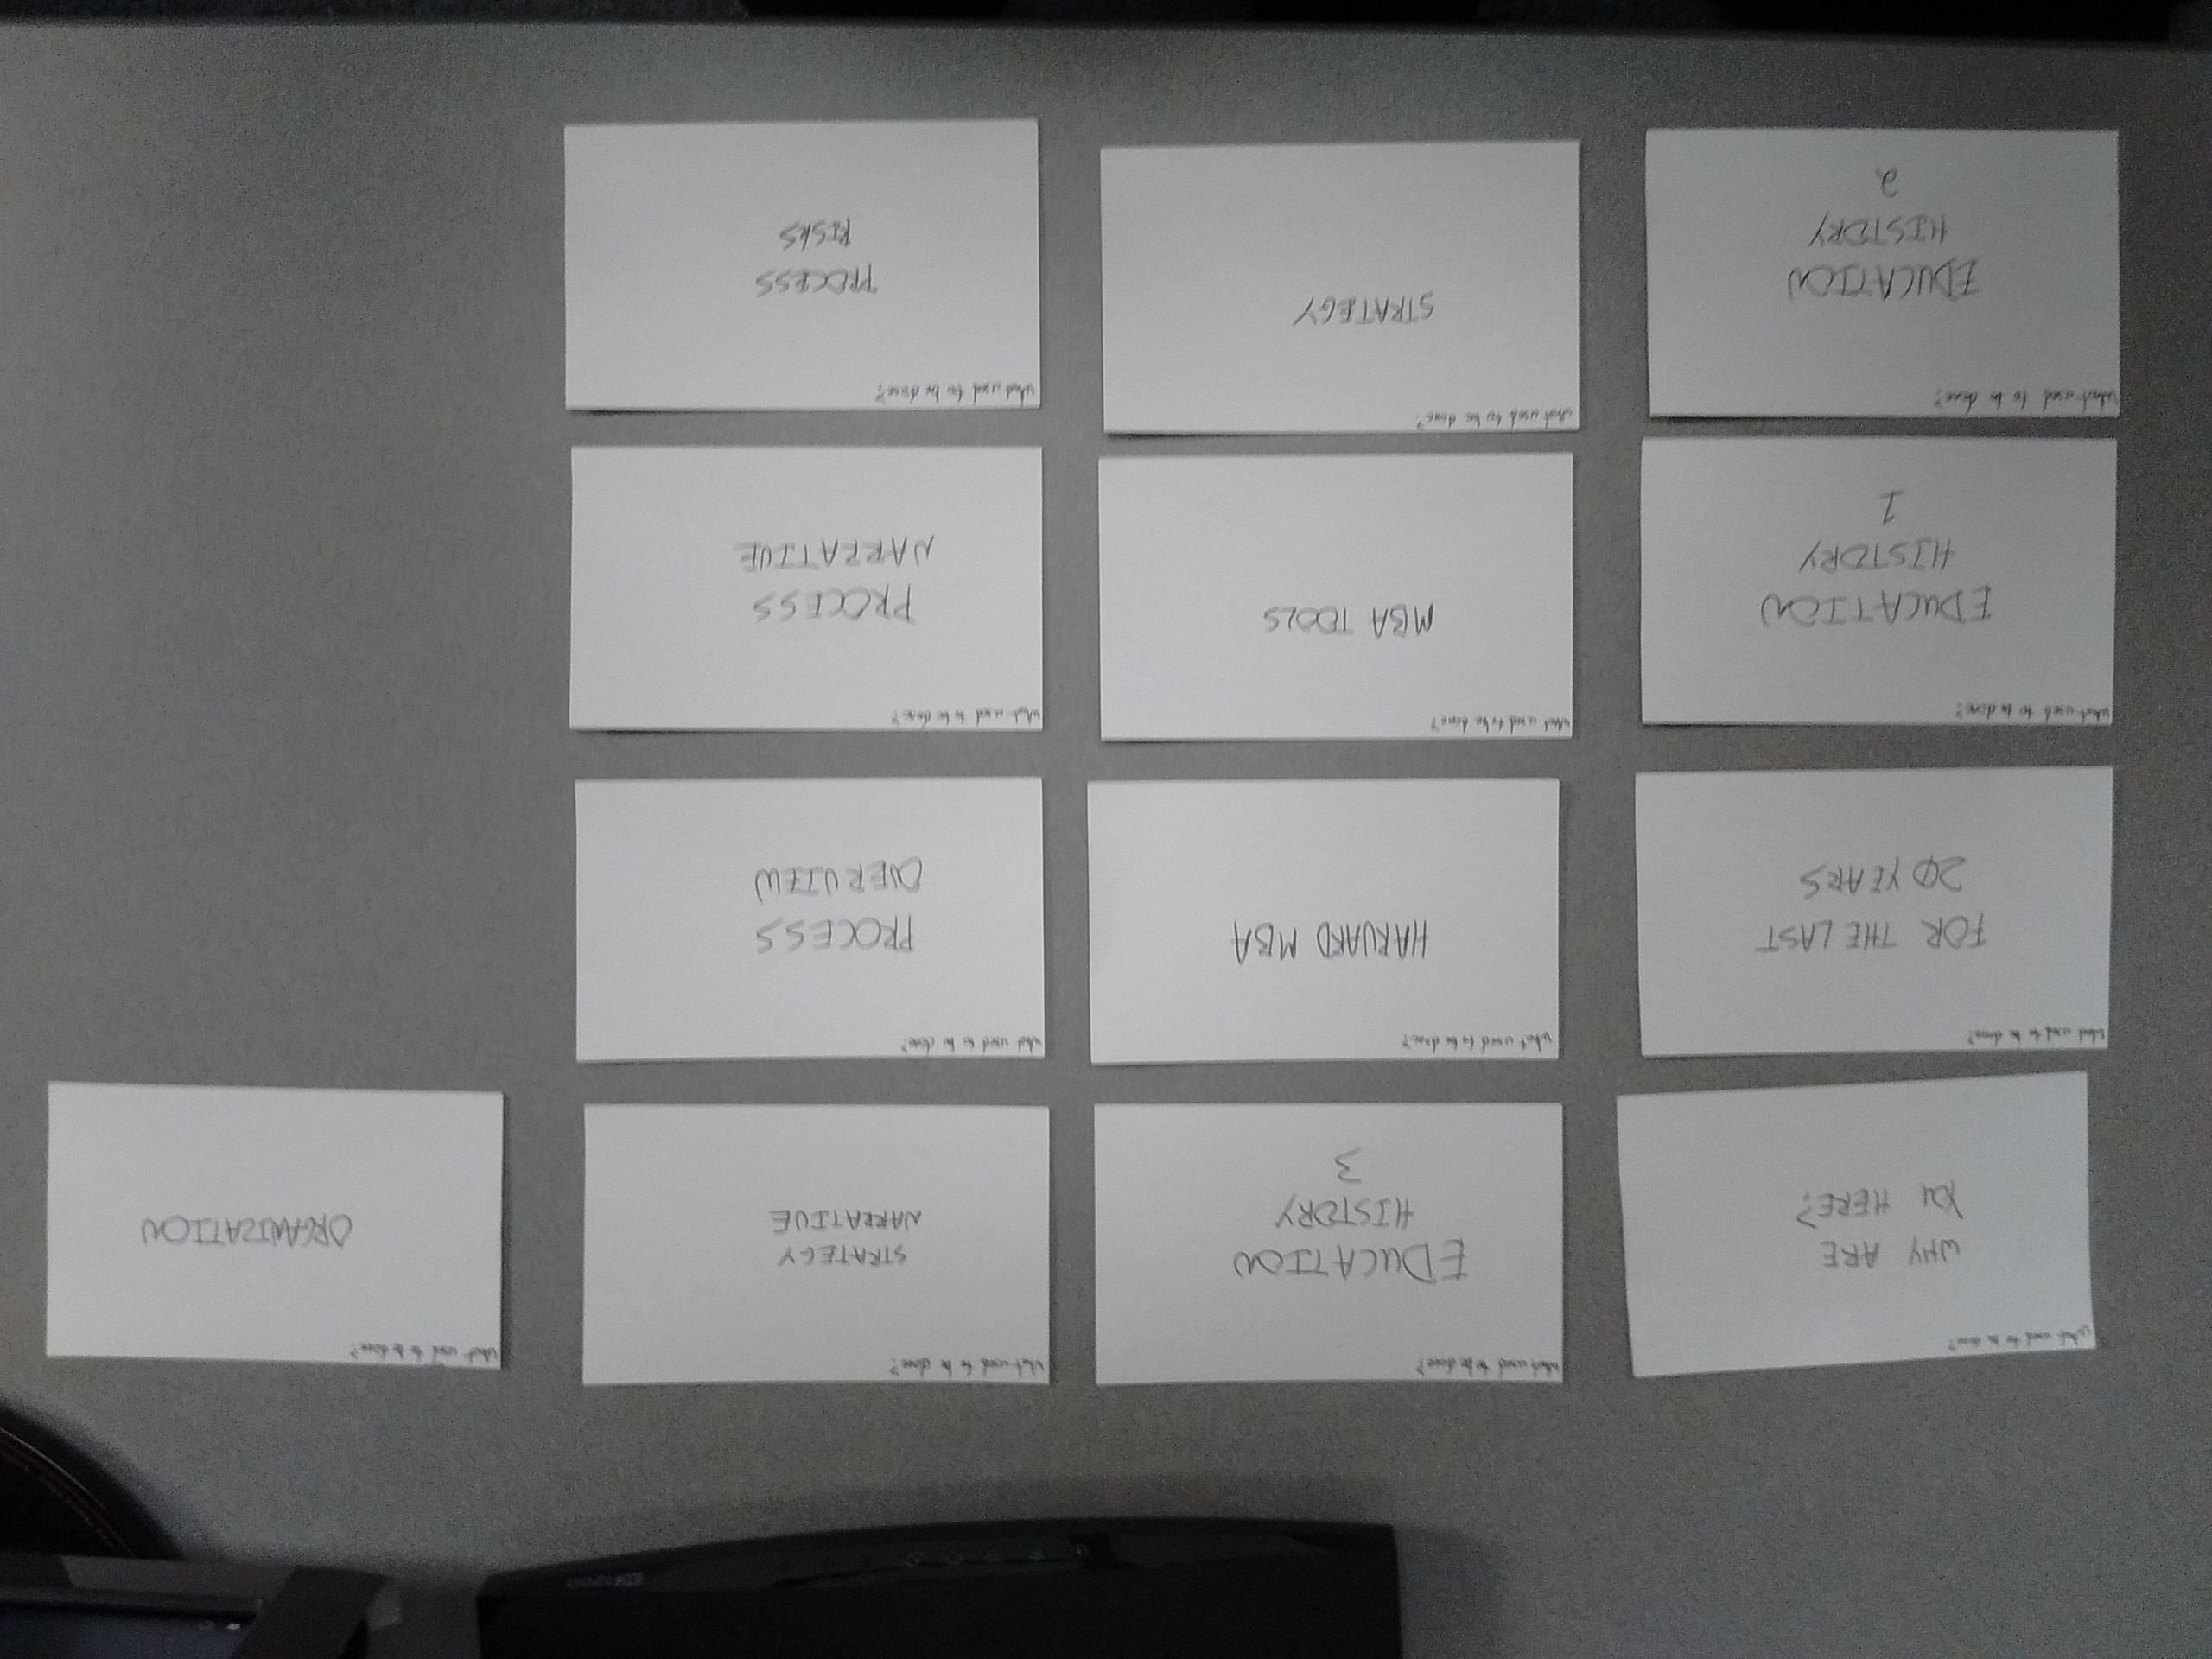 What used to be done?
WHY ARE
YOU HERE?
What used to be done?
FOR THE LAST
20 YEARS
What used to be done?
EDUCATION
HISTORY
1
What used to be done?
EDUCATION
HISTORY
2
What used to be done?
EDUCATION
HISTORY
3
What used to be done?
HARVARD MBA
What used to be done?
MBA TOOLS
What used to be done?
STRATEGY
What used to be done?
STRATEGY
NARRATIVE
What used to be done?
PROCESS
OVERVIEW
What used to be done?
PROCESS
NARRATIVE
What used to be done?
PROCESS
RISKS
What used to be done?
ORGANIZATION